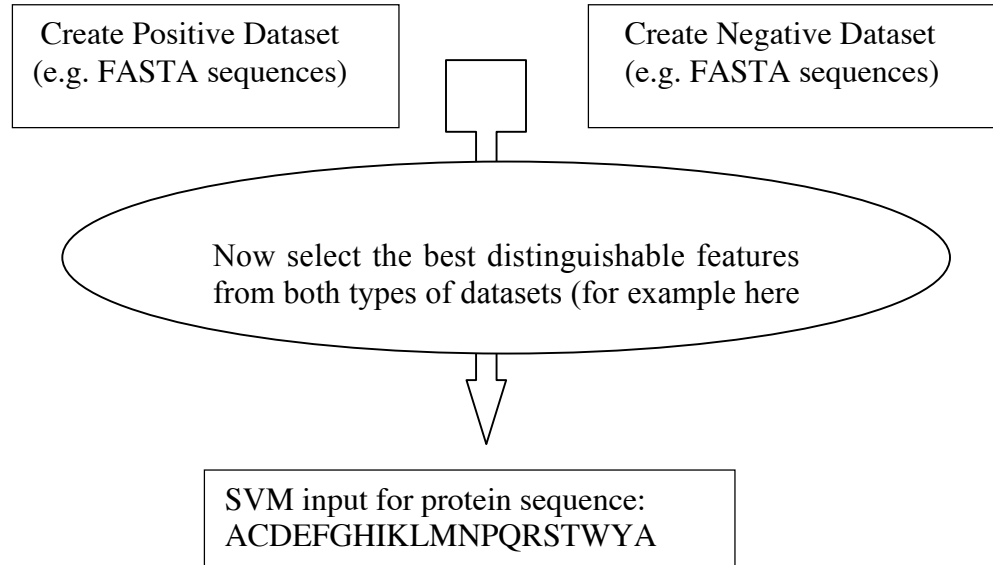 Create Positive Dataset
(e.g. FASTA sequences)
Create Negative Dataset
(e.g. FASTA sequences)
Now select the best distinguishable features
from both types of datasets (for example here
SVM input for protein sequence:
ACDEFGHIKLMNPQRSTWYA